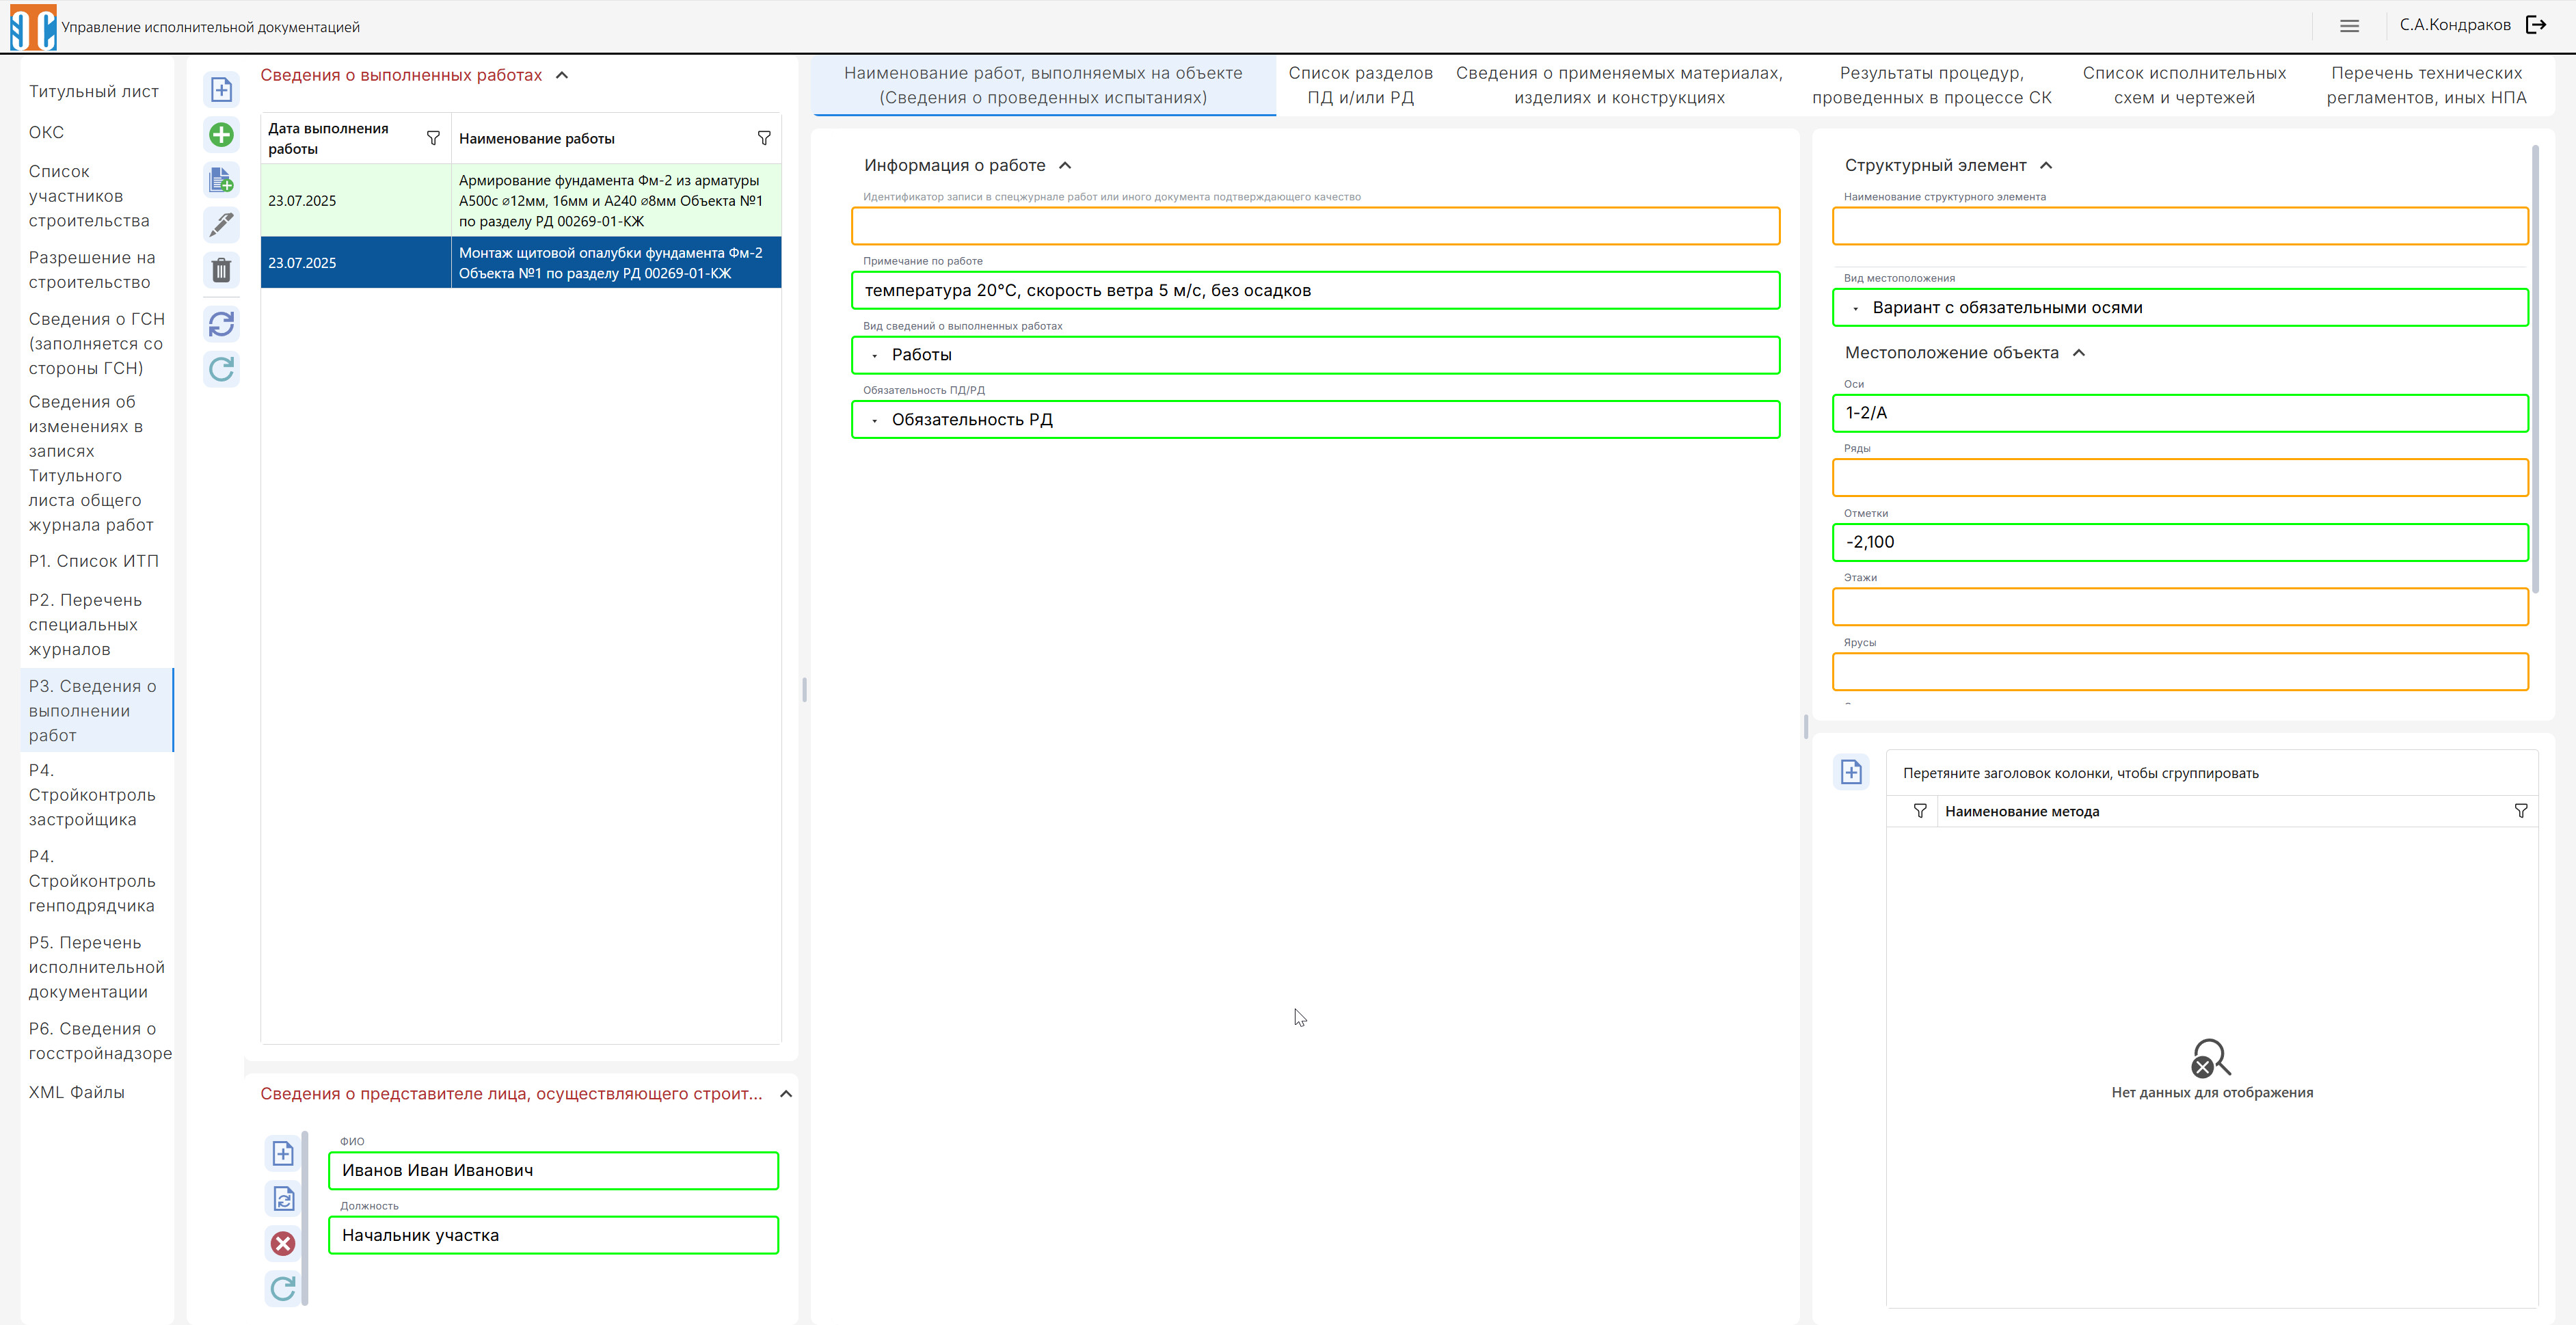 Управление исполнительной документацией
С.А.Кондраков
Титульный лист
ОКС
Список
участников
строительства
Разрешение на
строительство
Сведения о ГСН
(заполняется со
стороны ГСН)
Сведения об
изменениях в
записях
Титульного
листа общего
журнала работ
Р1. Список ИТП
Р2. Перечень
специальных
журналов
Р3. Сведения о
выполнении
работ
Р4.
Стройконтроль
застройщика
Р4.
Стройконтроль
генподрядчика
Р5. Перечень
исполнительной
документации
Р6. Сведения о
госстройнадзоре
XML Файлы
Сведения о выполненных работах
Дата выполнения
работы
Наименование работы
23.07.2025
Армирование фундамента Фм-2 из арматуры
А500с ⌀12мм, 16мм и А240 ⌀8мм Объекта №1
по разделу РД 00269-01-КЖ
23.07.2025
Монтаж щитовой опалубки фундамента Фм-2
Объекта №1 по разделу РД 00269-01-КЖ
Сведения о представителе лица, осуществляющего строит...
ФИО
Иванов Иван Иванович
Должность
Начальник участка
Наименование работ, выполняемых на объекте
(Сведения о проведенных испытаниях)
Список разделов
ПД и/или РД
Сведения о применяемых материалах,
изделиях и конструкциях
Результаты процедур,
проведенных в процессе СК
Список исполнительных
схем и чертежей
Перечень технических
регламентов, иных НПА
Информация о работе
Идентификатор записи в спецжурнале работ или иного документа подтверждающего качество
Примечание по работе
температура 20°С, скорость ветра 5 м/с, без осадков
Вид сведений о выполненных работах
Работы
Обязательность ПД/РД
Обязательность РД
Структурный элемент
Наименование структурного элемента
Вид местоположения
Вариант с обязательными осями
Местоположение объекта
Оси
1-2/А
Ряды
Отметки
-2,100
Этажи
Ярусы
Перетяните заголовок колонки, чтобы сгруппировать
Наименование метода
Нет данных для отображения